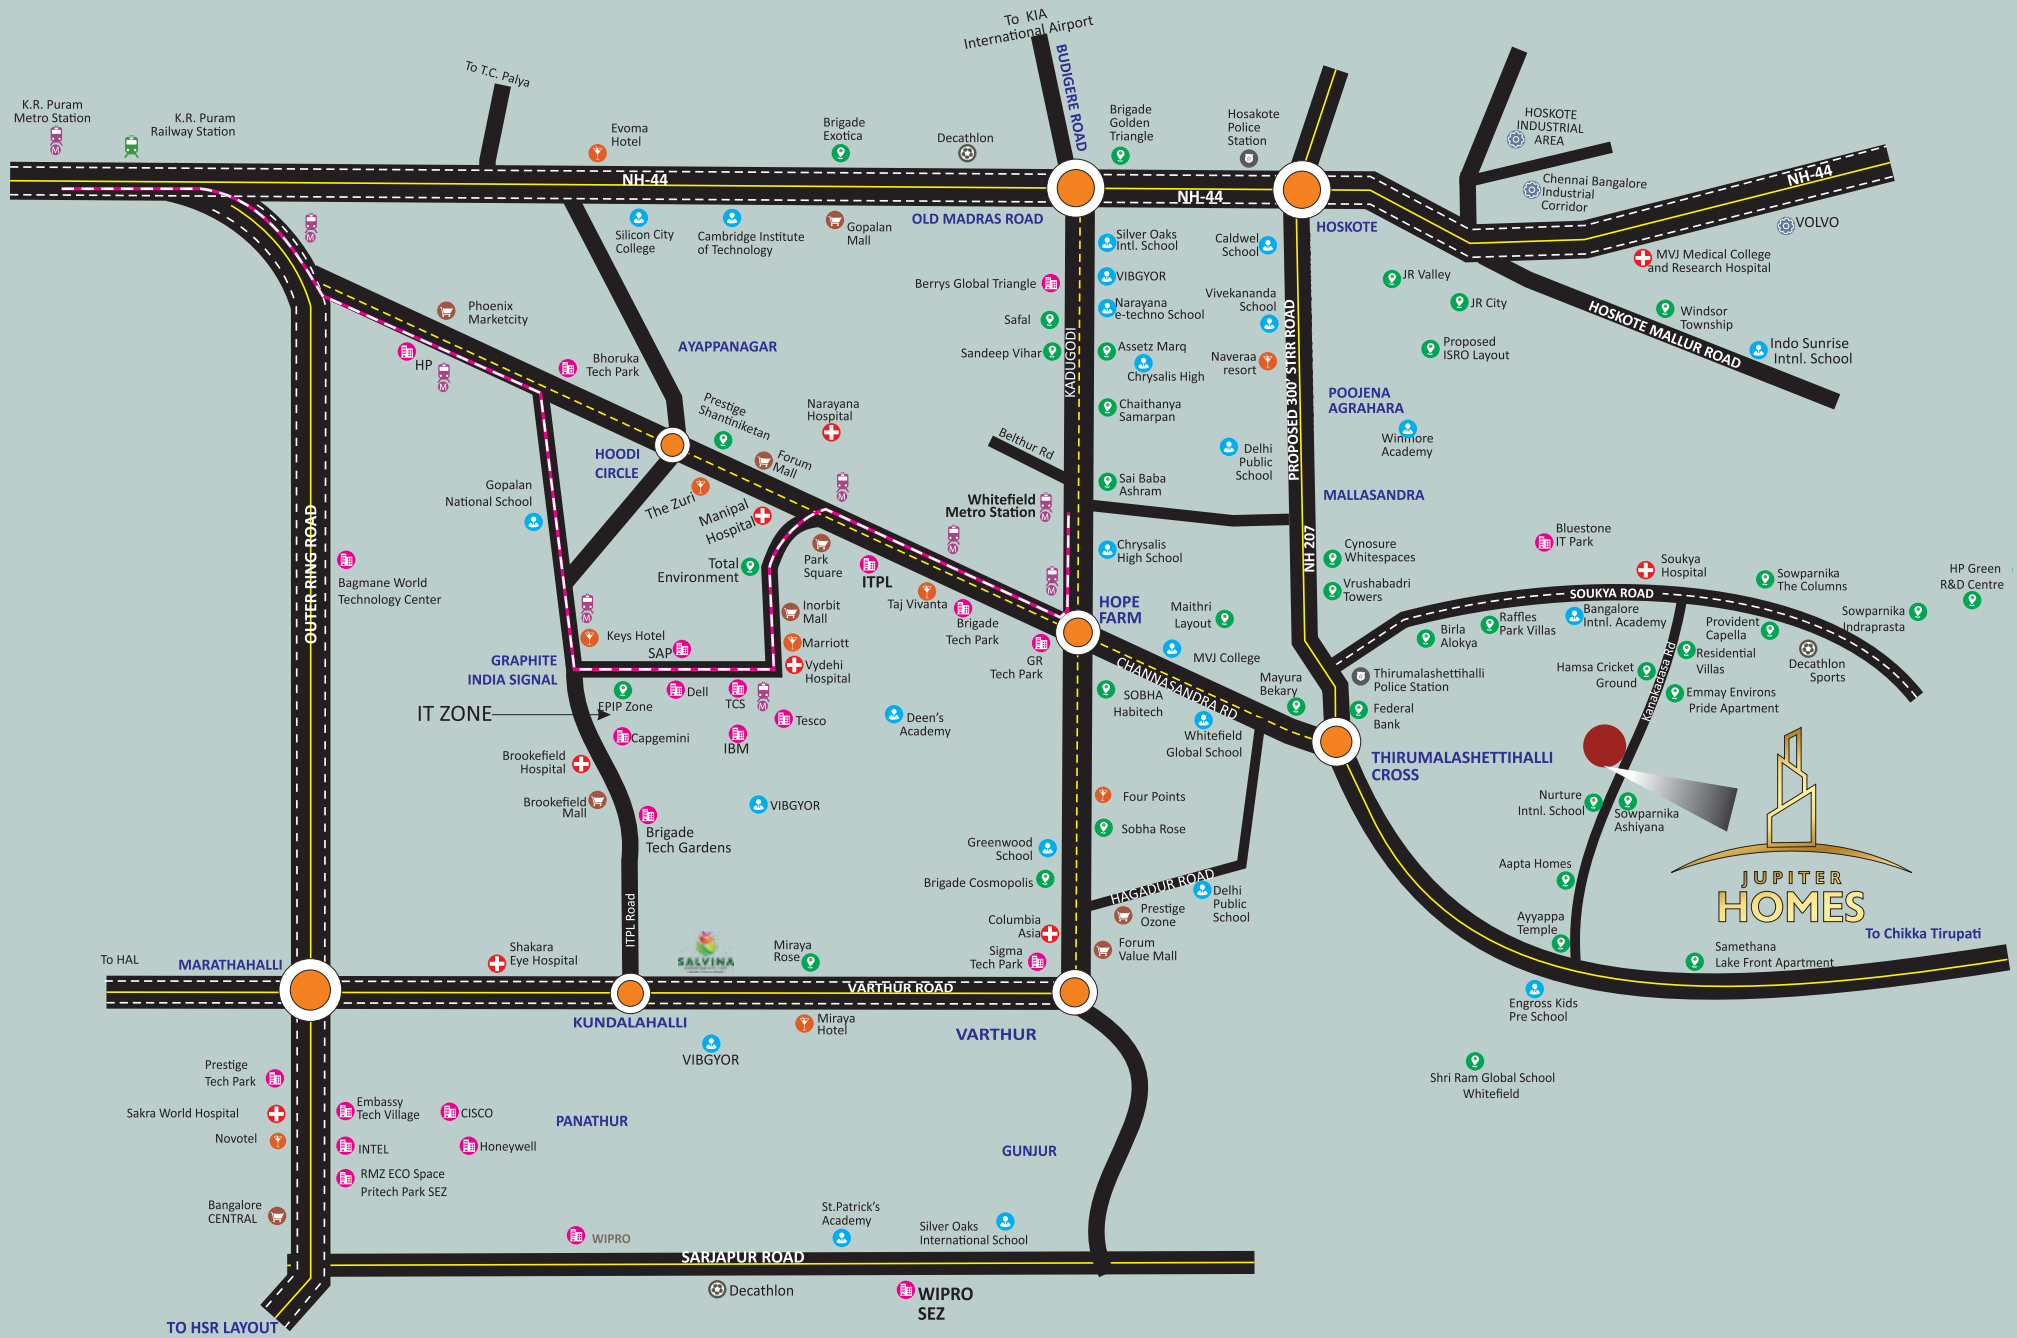 To KIA
International Airport
BUDIGERE ROAD
To T.C. Palya
K.R. Puram
Metro Station
K.R. Puram
Railway Station
Evoma
Hotel
Brigade
Exotica
Decathlon
Brigade
Golden
Triangle
Hosakote
Police
Station
HOSKOTE
INDUSTRIAL
AREA
Chennai Bangalore
Industrial
Corridor
NH-44
NH-44
NH-44
VOLVO
OLD MADRAS ROAD
HOSKOTE
Silicon City
College
Cambridge Institute
of Technology
Gopalan
Mall
Silver Oaks
Intl. School
Caldwel
School
MVJ Medical College
and Research Hospital
Berrys Global Triangle
VIBGYOR
Narayana
e-techno School
Vivekananda
School
JR Valley
JR City
Windsor
Township
HOSKOTE MALLUR ROAD
Indo Sunrise
Intnl. School
Proposed
ISRO Layout
Phoenix
Marketcity
HP
Bhoruka
Tech Park
AYAPPANAGAR
Safal
Sandeep Vihar
KADUGODI
Assetz Marq
Chrysalis High
Naveraa
resort
PROPOSED 300' STRR ROAD
POOJENA
AGRAHARA
Winmore
Academy
Chaithanya
Samarpan
Prestige
Shantiniketan
Narayana
Hospital
HOODI
CIRCLE
Forum
Mall
Belthur Rd
Delhi
Public
School
MALLASANDRA
Gopalan
National School
The Zuri
Manipal
Hospital
Whitefield
Metro Station
Sai Baba
Ashram
OUTER RING ROAD
Bagmane World
Technology Center
Total
Environment
Park
Square
ITPL
Taj Vivanta
Brigade
Tech Park
Chrysalis
High School
NH 207
Cynosure
Whitespaces
Vrushabadri
Towers
Bluestone
IT Park
Soukya
Hospital
SOUKYA ROAD
Sowparnika
The Columns
HP Green
R&D Centre
Sowparnika
Indraprasta
HOPE
FARM
Maithri
Layout
Birla
Alokya
Raffles
Park Villas
Bangalore
Intnl. Academy
Provident
Capella
Decathlon
Sports
Residential
Villas
Kanakadasa Rd
Hamsa Cricket
Ground
Emmay Environs
Pride Apartment
Inorbit
Mall
Marriott
Vydehi
Hospital
Keys Hotel
SAP
GRAPHITE
INDIA SIGNAL
GR
Tech Park
MVJ College
CHANNASANDRA RD
Mayura
Bekary
Thirumalashettihalli
Police Station
Federal
Bank
EPIP Zone
Dell
TCS
Tesco
IT ZONE
Capgemini
IBM
Deen's
Academy
SOBHA
Habitech
Whitefield
Global School
THIRUMALASHETTIHALLI
CROSS
Brookefield
Hospital
Brookefield
Mall
VIBGYOR
Brigade
Tech Gardens
Four Points
Sobha Rose
Nurture
Intnl. School
Sowparnika
Ashiyana
Aapta Homes
JUPITER
HOMES
Greenwood
School
Brigade Cosmopolis
HAGADUR ROAD
Delhi
Public
School
Prestige
Ozone
Forum
Value Mall
Columbia
Asia
Sigma
Tech Park
Ayyappa
Temple
To Chikka Tirupati
Samethana
Lake Front Apartment
Engross Kids
Pre School
ITPL Road
To HAL
MARATHAHALLI
Shakara
Eye Hospital
SALVINA
Miraya
Rose
VARTHUR ROAD
KUNDALAHALLI
VIBGYOR
Miraya
Hotel
VARTHUR
Shri Ram Global School
Whitefield
Prestige
Tech Park
Sakra World Hospital
Novotel
Embassy
Tech Village
CISCO
INTEL
Honeywell
RMZ ECO Space
Pritech Park SEZ
PANATHUR
GUNJUR
Bangalore
CENTRAL
WIPRO
St.Patrick's
Academy
Silver Oaks
International School
SARJAPUR ROAD
Decathlon
WIPRO
SEZ
TO HSR LAYOUT